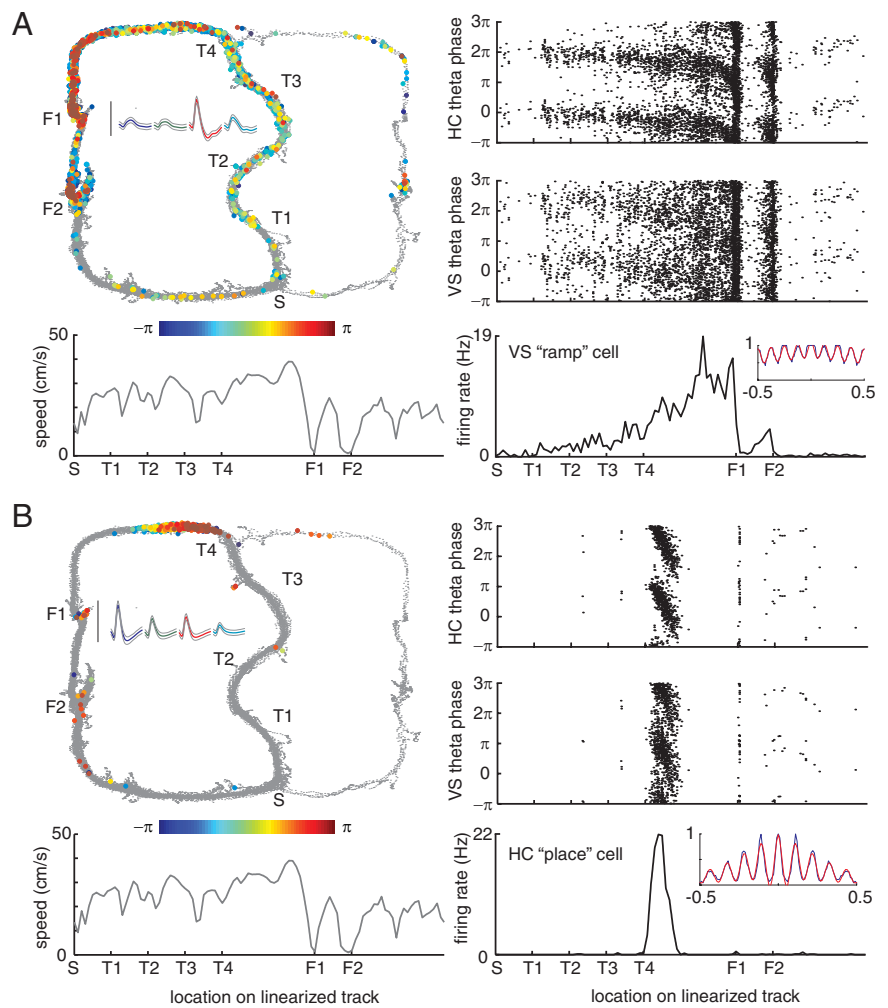 A
T4
T3
F1
T2
F2
T1
S
−π π
50
speed (cm/s)
0
S T1 T2 T3 T4 F1 F2
3π
HC theta phase
2π
π
0
−π
3π
VS theta phase
2π
π
0
−π
19
firing rate (Hz)
VS “ramp” cell
1
-0.5 0.5
0
S T1 T2 T3 T4 F1 F2
B
T4
T3
F1
T2
F2
T1
S
−π π
50
speed (cm/s)
0
S T1 T2 T3 T4 F1 F2
location on linearized track
3π
HC theta phase
2π
π
0
−π
3π
VS theta phase
2π
π
0
−π
22
firing rate (Hz)
HC “place” cell
1
-0.5 0.5
0
S T1 T2 T3 T4 F1 F2
location on linearized track